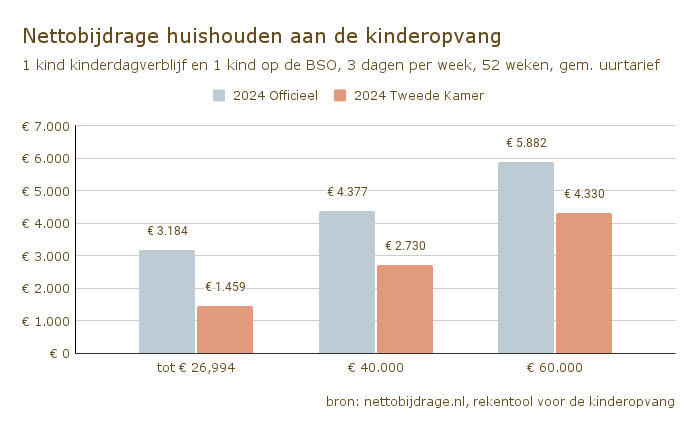 Nettobijdrage huishouden aan de kinderopvang
1 kind kinderdagverblijf en 1 kind op de BSO, 3 dagen per week, 52 weken, gem. uurtarief
2024 Officieel 2024 Tweede Kamer
€ 7.000
€ 6.000
€ 5.000
€ 4.000
€ 3.000
€ 2.000
€ 1.000
€ 0
€ 3.184
€ 1.459
€ 4.377
€ 2.730
€ 5.882
€ 4.330
tot € 26,994 € 40.000 € 60.000
bron: nettobijdrage.nl, rekentool voor de kinderopvang